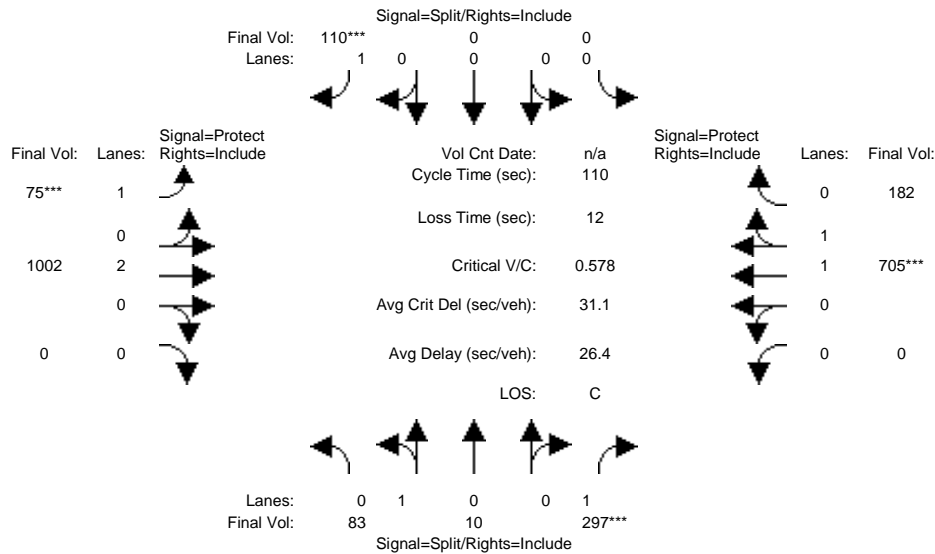 Signal=Split/Rights=Include
Final Vol: 110*** 0 0
Lanes: 1 0 0 0 0
Signal=Protect Signal=Protect
Final Vol: Lanes: Rights=Include Vol Cnt Date: n/a Rights=Include Lanes: Final Vol:
Cycle Time (sec): 110
75*** 1 0 182
Loss Time (sec): 12
0 1
1002 2 Critical V/C: 0.578 1 705***
0 Avg Crit Del (sec/veh): 31.1 0
0 0 Avg Delay (sec/veh): 26.4 0 0
LOS: C
Lanes: 0 1 0 0 1
Final Vol: 83 10 297***
Signal=Split/Rights=Include